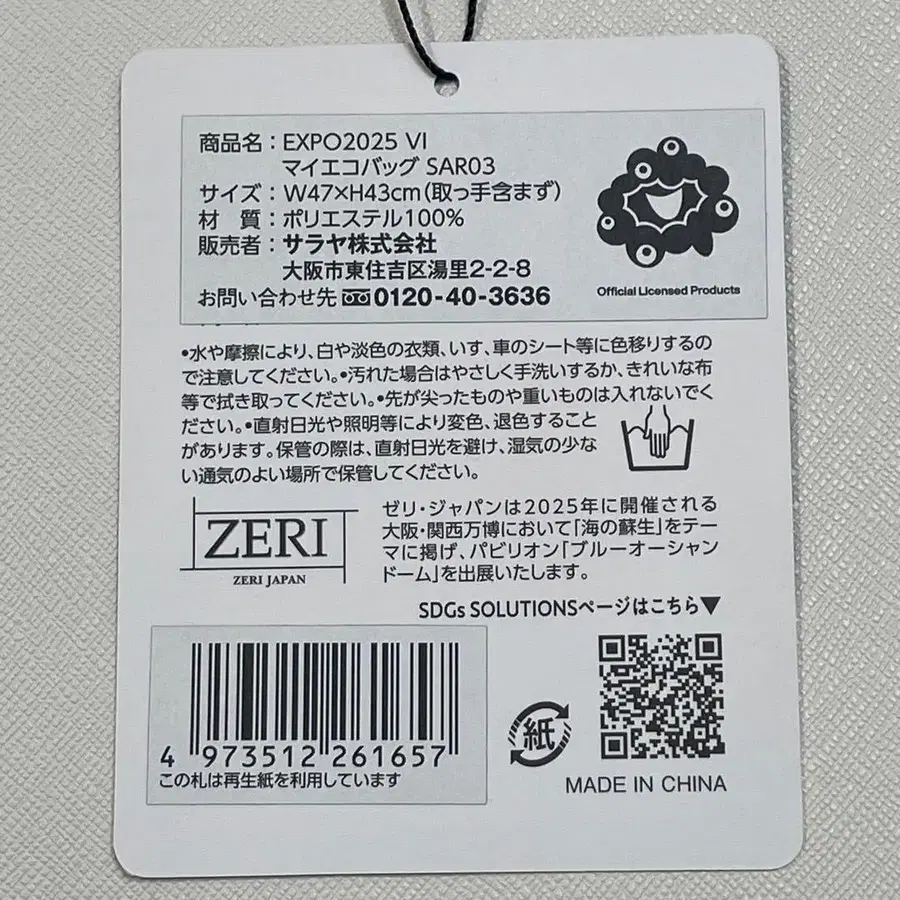 商品名：EXPO2025 VI
マイエコバッグ SAR03
サイズ：W47×H43cm（取っ手含まず）
材　質：ポリエステル100%
販売者：サラヤ株式会社
大阪市東住吉区湯里2-2-8
お問い合わせ先 0120-40-3636
Official Licensed Products
•水や摩擦により、白や淡色の衣類、いす、車のシート等に色移りするの
で注意してください。•汚れた場合はやさしく手洗いするか、きれいな布
等で拭き取ってください。•先が尖ったものや重いものは入れないでく
ださい。•直射日光や照明等により変色、退色すること
があります。保管の際は、直射日光を避け、湿気の少な
い通気のよい場所で保管してください。
ZERI
ZERI JAPAN
ゼリ・ジャパンは2025年に開催される
大阪・関西万博において「海の蘇生」をテー
マに掲げ、パビリオン「ブルーオーシャン
ドーム」を出展いたします。
SDGs SOLUTIONSページはこちら▼
4 973512 261657
この札は再生紙を利用しています
紙
MADE IN CHINA